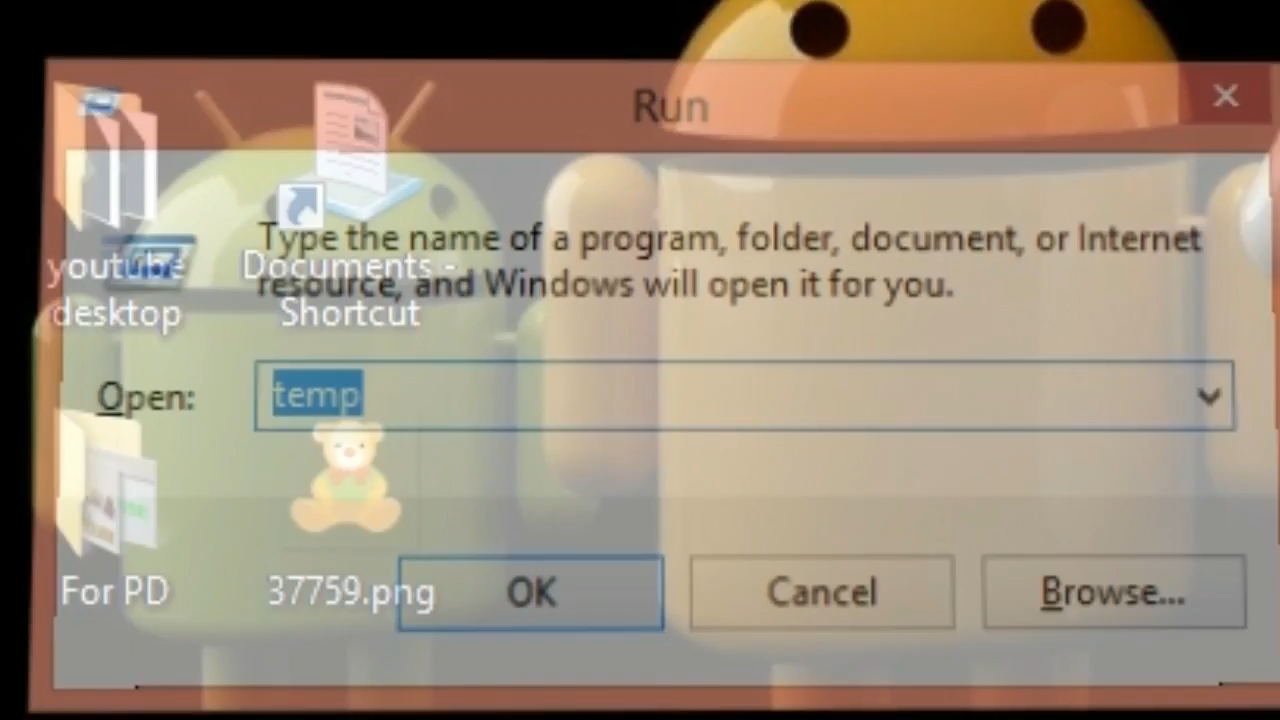 Run
Type the name of a program, folder, document, or Internet
resource, and Windows will open it for you.
Open:
temp
OK
Cancel
Browse...
youtube
desktop
Documents -
Shortcut
For PD
37759.png